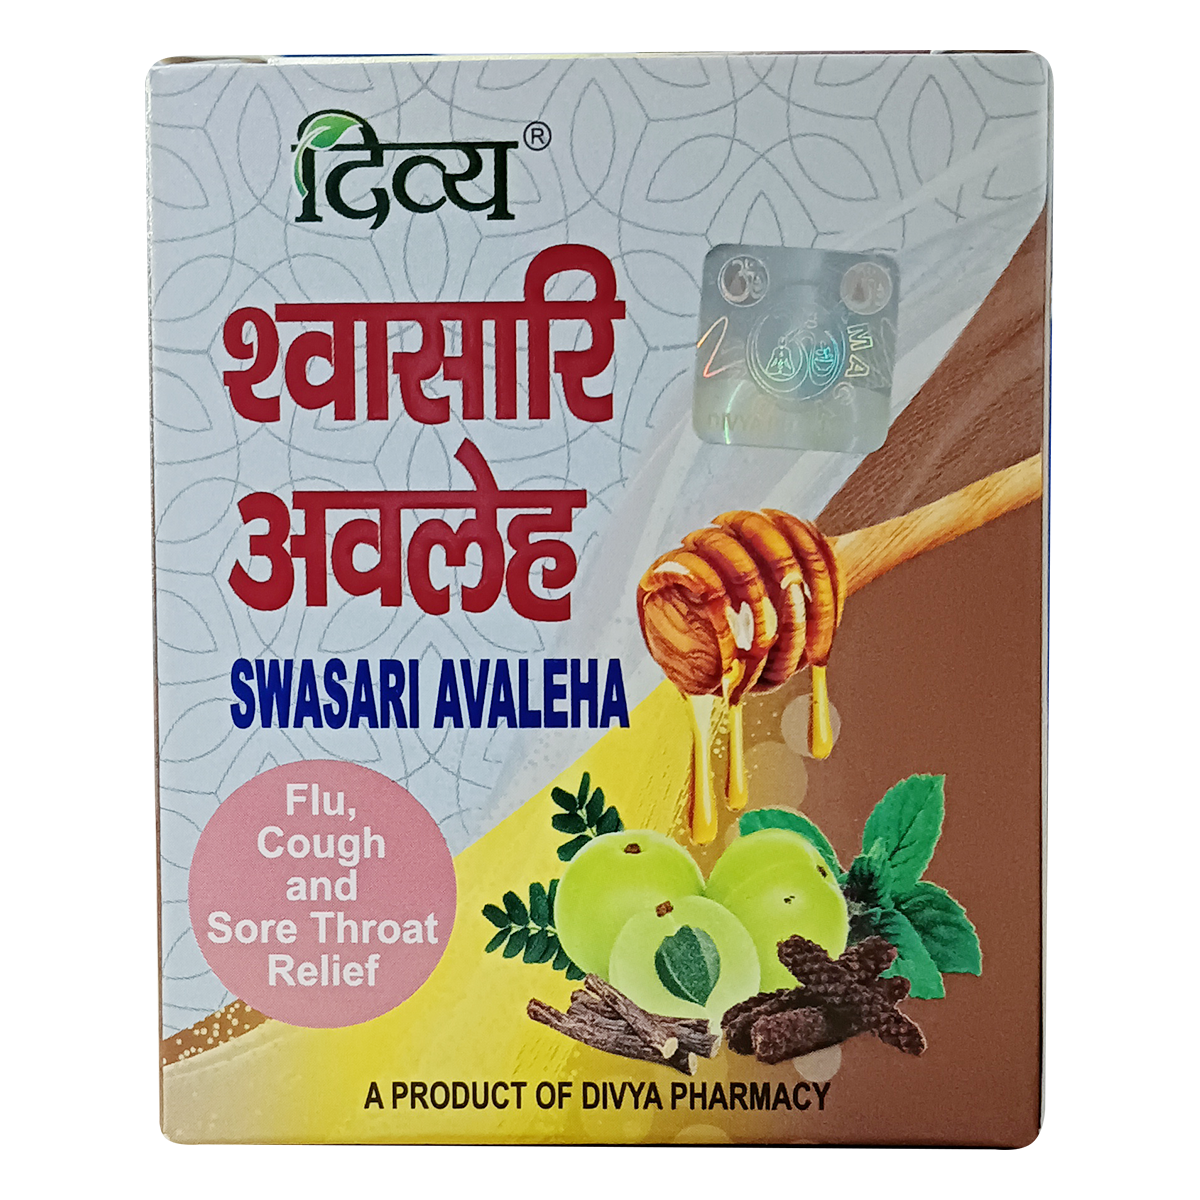 दिव्य®
श्वासारि
अवलेह
SWASARI AVALEHA
Flu,
Cough
and
Sore Throat
Relief
A PRODUCT OF DIVYA PHARMACY